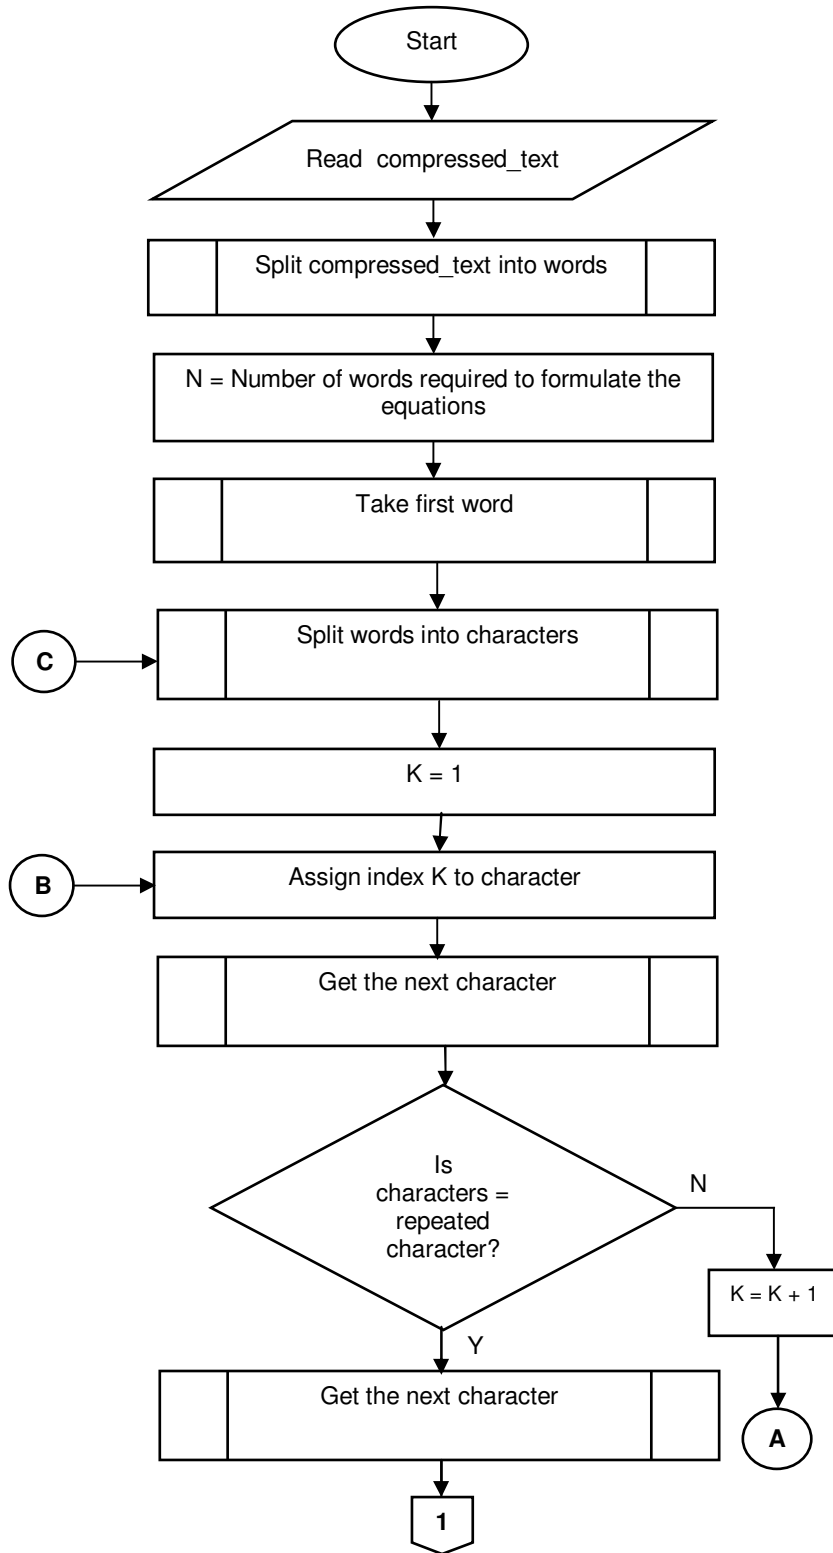 Start
Read compressed_text
Split compressed_text into words
N = Number of words required to formulate the
equations
Take first word
Split words into characters
C
K = 1
Assign index K to character
B
Get the next character
Is
characters =
repeated
character?
N
K = K + 1
Y
Get the next character
A
1